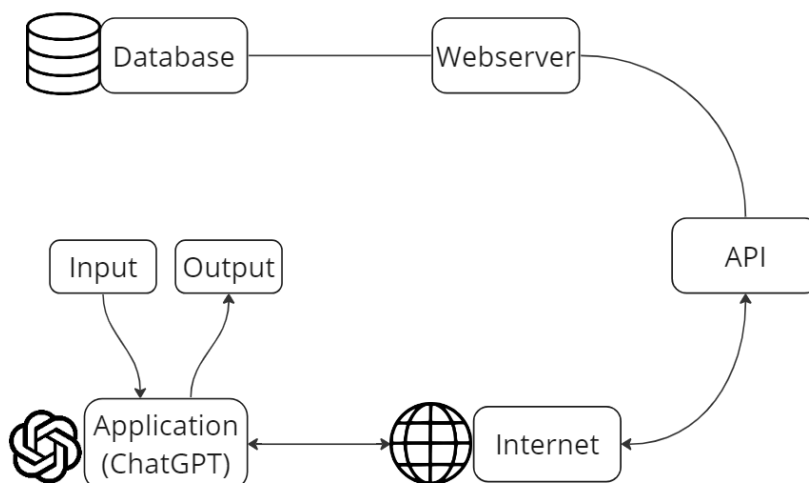 Database
Webserver
API
Input
Output
Application
(ChatGPT)
Internet